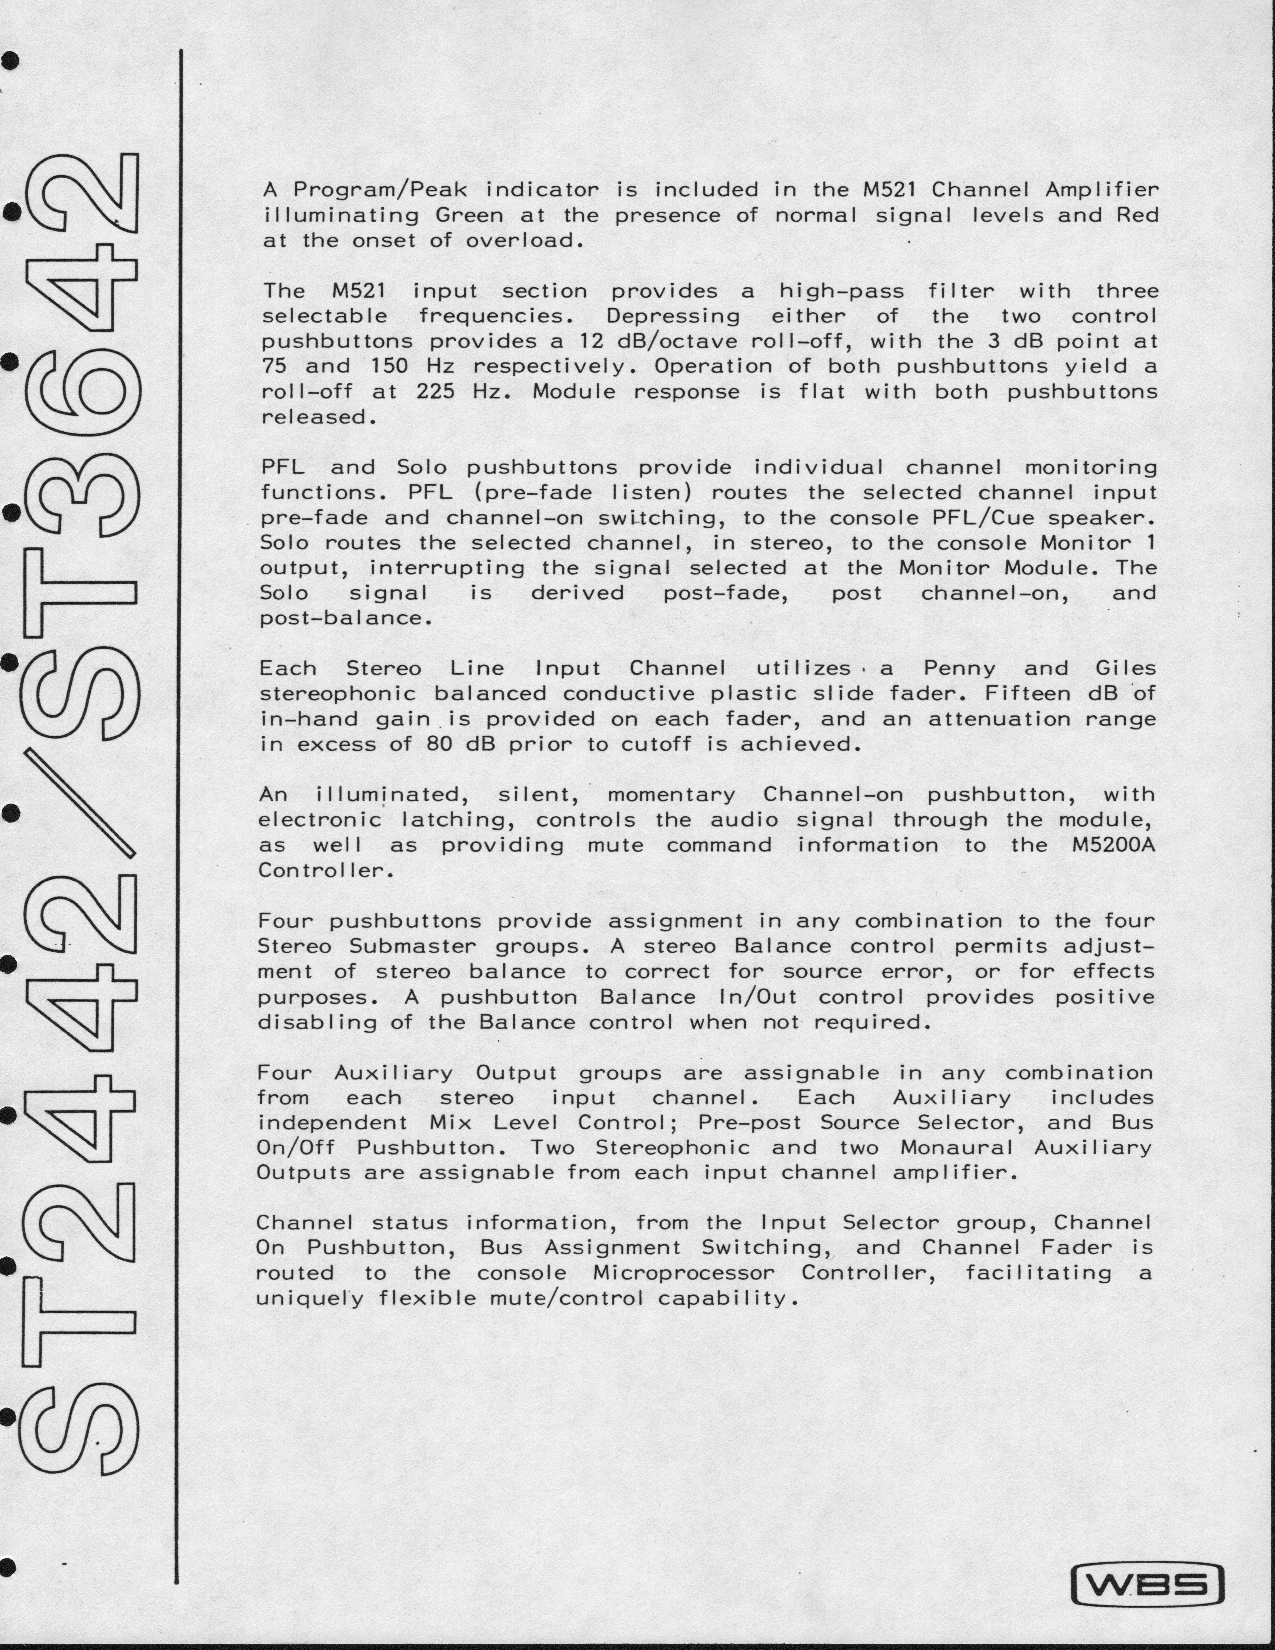 ST2442/ST3642
A Program/Peak indicator is included in the M521 Channel Amplifier
illuminating Green at the presence of normal signal levels and Red
at the onset of overload.
The M521 input section provides a high-pass filter with three
selectable frequencies. Depressing either of the two control
pushbuttons provides a 12 dB/octave roll-off, with the 3 dB point at
75 and 150 Hz respectively. Operation of both pushbuttons yield a
roll-off at 225 Hz. Module response is flat with both pushbuttons
released.
PFL and Solo pushbuttons provide individual channel monitoring
functions. PFL (pre-fade listen) routes the selected channel input
pre-fade and channel-on switching, to the console PFL/Cue speaker.
Solo routes the selected channel, in stereo, to the console Monitor 1
output, interrupting the signal selected at the Monitor Module. The
Solo signal is derived post-fade, post channel-on, and
post-balance.
Each Stereo Line Input Channel utilizes a Penny and Giles
stereophonic balanced conductive plastic slide fader. Fifteen dB of
in-hand gain is provided on each fader, and an attenuation range
in excess of 80 dB prior to cutoff is achieved.
An illuminated, silent, momentary Channel-on pushbutton, with
electronic latching, controls the audio signal through the module,
as well as providing mute command information to the M5200A
Controller.
Four pushbuttons provide assignment in any combination to the four
Stereo Submaster groups. A stereo Balance control permits adjust-
ment of stereo balance to correct for source error, or for effects
purposes. A pushbutton Balance In/Out control provides positive
disabling of the Balance control when not required.
Four Auxiliary Output groups are assignable in any combination
from each stereo input channel. Each Auxiliary includes
independent Mix Level Control; Pre-post Source Selector, and Bus
On/Off Pushbutton. Two Stereophonic and two Monaural Auxiliary
Outputs are assignable from each input channel amplifier.
Channel status information, from the Input Selector group, Channel
On Pushbutton, Bus Assignment Switching, and Channel Fader is
routed to the console Microprocessor Controller, facilitating a
uniquely flexible mute/control capability.
WBS